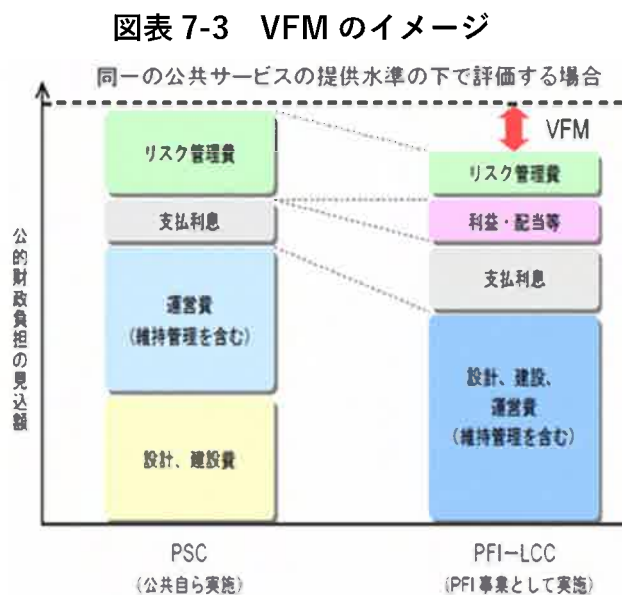 図表 7-3 VFM のイメージ
同一の公共サービスの提供水準の下で評価する場合
VFM
リスク管理費
支払利息
運営費
(維持管理を含む)
設計、建設費
リスク管理費
利益・配当等
支払利息
設計、建設、
運営費
(維持管理を含む)
公的財政負担の見込額
PSC
(公共自ら実施)
PFI-LCC
(PFI事業として実施)